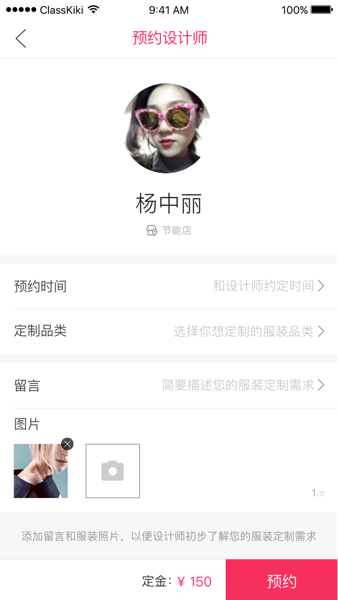 ClassKiki 9:41 AM 100%
预约设计师
杨中丽
节能店
预约时间 和设计师约定时间
定制品类 选择你想定制的服装品类
留言 简要描述您的服装定制需求
图片
1/3
添加留言和服装照片，以便设计师初步了解您的服装定制需求
定金：¥ 150 预约